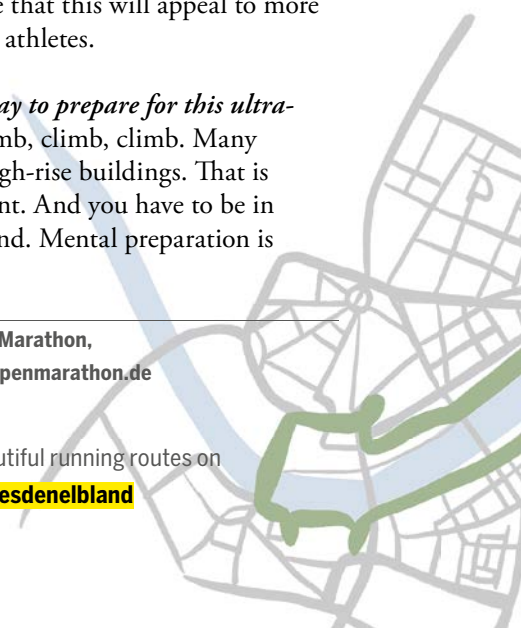 e that this will appeal to more
athletes.
ay to prepare for this ultra-
mb, climb, climb. Many
gh-rise buildings. That is
nt. And you have to be in
nd. Mental preparation is
Marathon,
penmarathon.de
utiful running routes on
esdenelbland